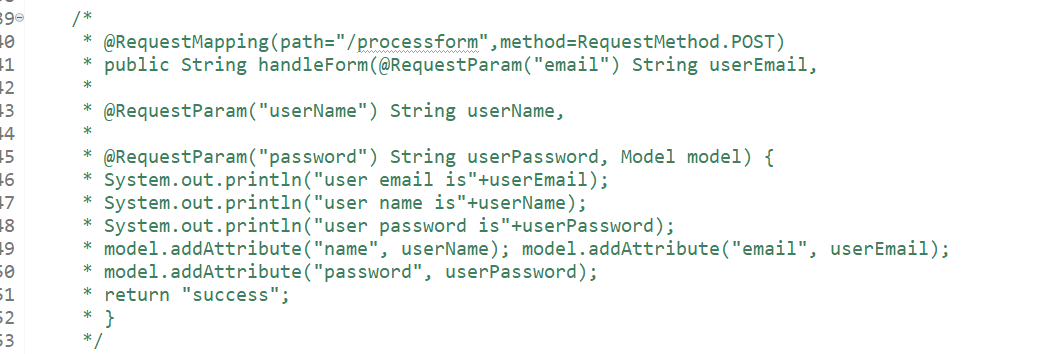 39 /*
40 * @RequestMapping(path="/processform",method=RequestMethod.POST)
41 * public String handleForm(@RequestParam("email") String userEmail,
42 *
43 * @RequestParam("userName") String userName,
44 *
45 * @RequestParam("password") String userPassword, Model model) {
46 * System.out.println("user email is"+userEmail);
47 * System.out.println("user name is"+userName);
48 * System.out.println("user password is"+userPassword);
49 * model.addAttribute("name", userName); model.addAttribute("email", userEmail);
50 * model.addAttribute("password", userPassword);
51 * return "success";
52 * }
53 */